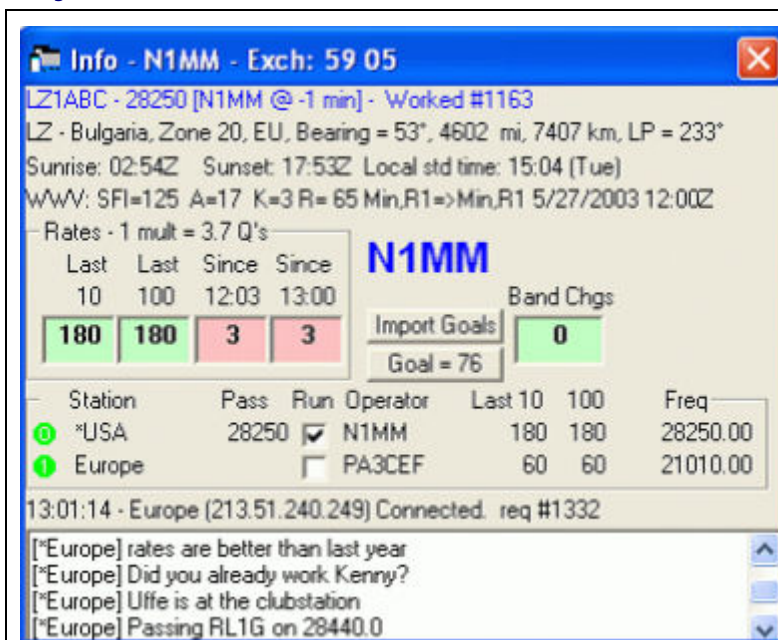 Info - N1MM - Exch: 59 05
LZ1ABC - 28250 [N1MM @ -1 min] - Worked #1163
LZ - Bulgaria, Zone 20, EU, Bearing = 53°, 4602 mi, 7407 km, LP = 233°
Sunrise: 02:54Z Sunset: 17:53Z Local std time: 15:04 (Tue)
WWV: SFI=125 A=17 K=3 R= 65 Min,R1=>Min,R1 5/27/2003 12:00Z
Rates - 1 mult = 3.7 Q's
Last Last Since Since
10 100 12:03 13:00
180 180 3 3
N1MM
Import Goals
Goal = 76
Band Chgs
0
Station Pass Run Operator Last 10 100 Freq
0 *USA 28250 N1MM 180 180 28250.00
1 Europe PA3CEF 60 60 21010.00
13:01:14 - Europe (213.51.240.249) Connected. req #1332
[*Europe] rates are better than last year
[*Europe] Did you already work Kenny?
[*Europe] Uffe is at the clubstation
[*Europe] Passing RL1G on 28440.0